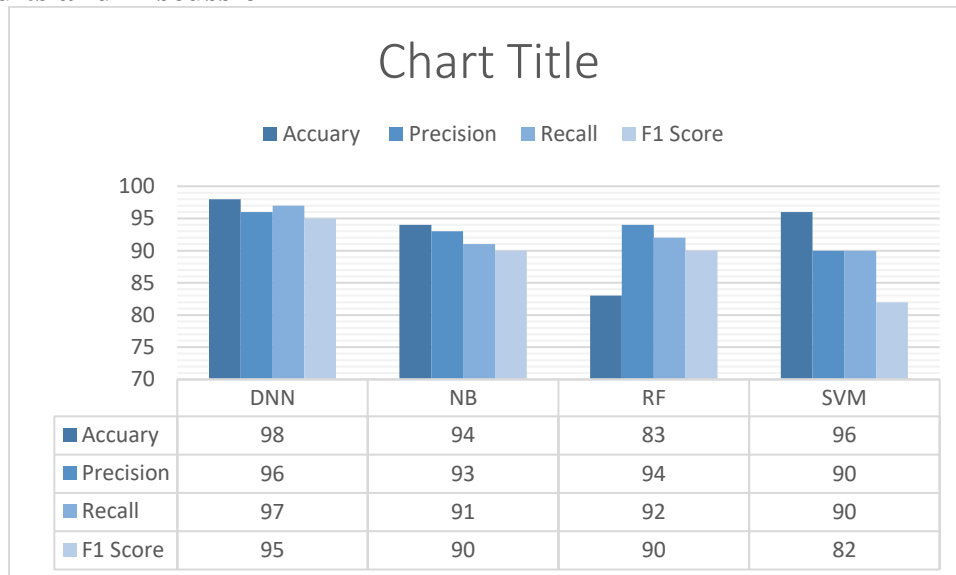 Chart Title
Accuary Precision Recall F1 Score
100
95
90
85
80
75
70
DNN NB RF SVM
Accuary 98 94 83 96
Precision 96 93 94 90
Recall 97 91 92 90
F1 Score 95 90 90 82